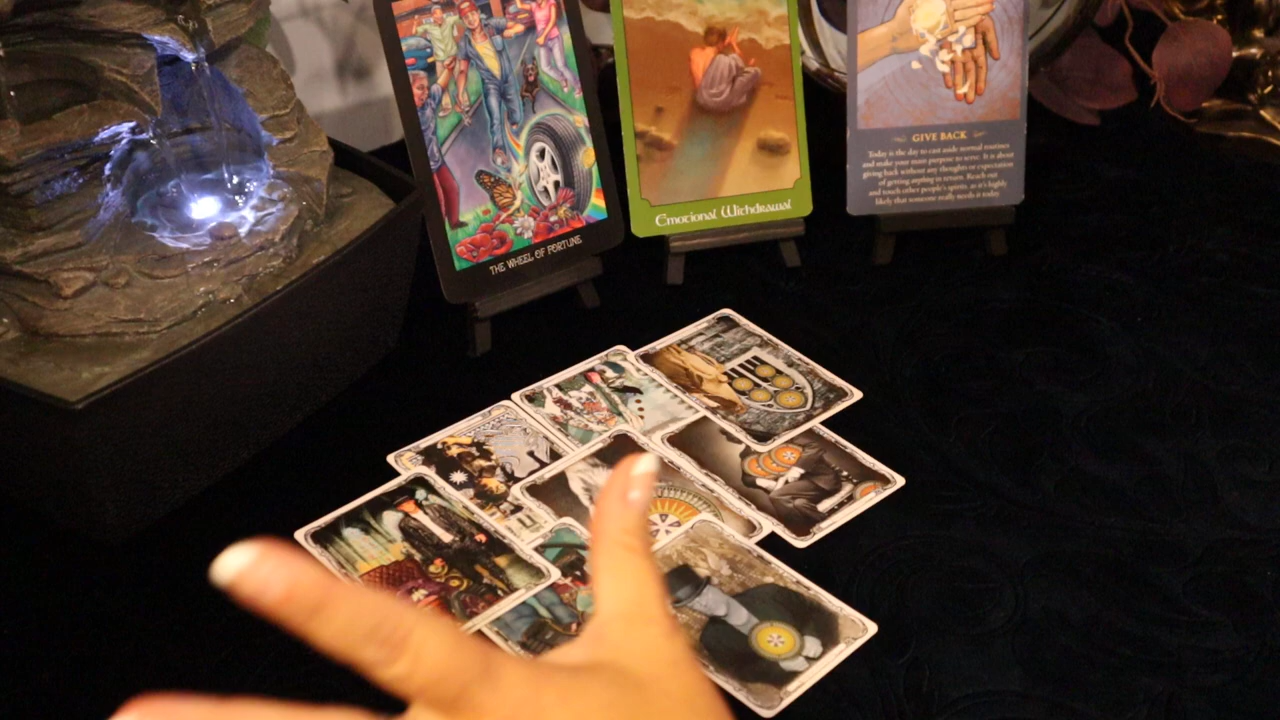 THE WHEEL OF FORTUNE
Emotional Withdrawal
GIVE BACK
Today is the day to cast aside normal routines
and make your main purpose to serve. It is about
giving back without any thoughts or expectation
of getting anything in return. Reach out
and touch other people's spirits, as it's highly
likely that someone really needs it today.